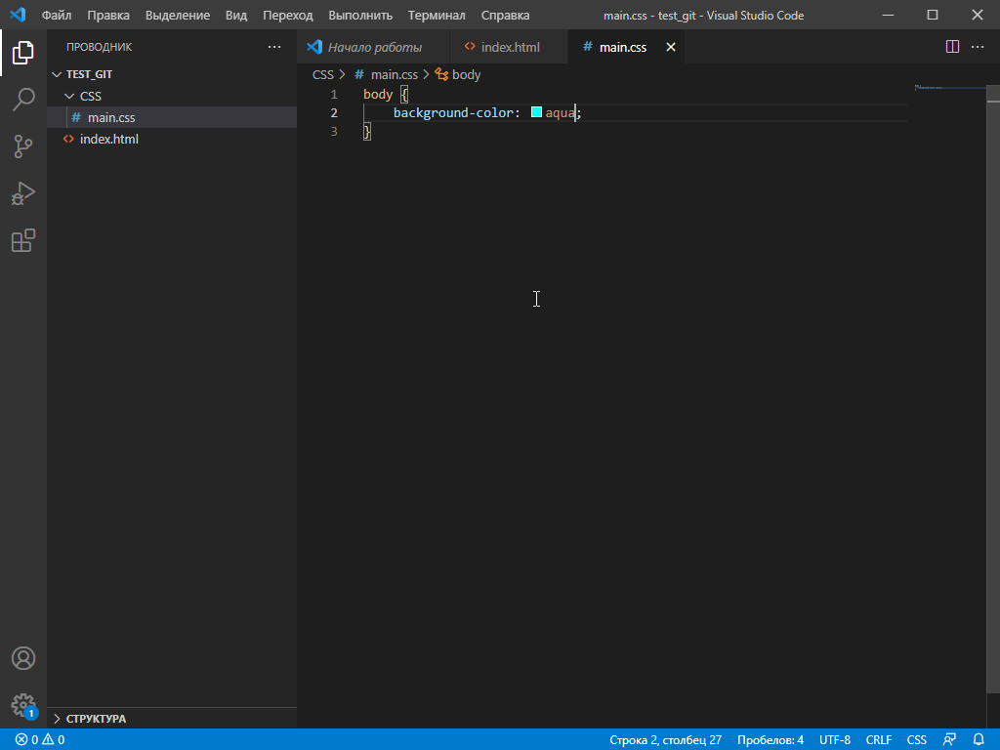 Файл Правка Выделение Вид Переход Выполнить Терминал Справка main.css - test_git - Visual Studio Code
ПРОВОДНИК
Начало работы index.html # main.css
TEST_GIT
CSS
# main.css
index.html
CSS > # main.css > body
1 body {
2 background-color: aqua;
3 }
СТРУКТУРА
1
0 0 Строка 2, столбец 27 Пробелов: 4 UTF-8 CRLF CSS